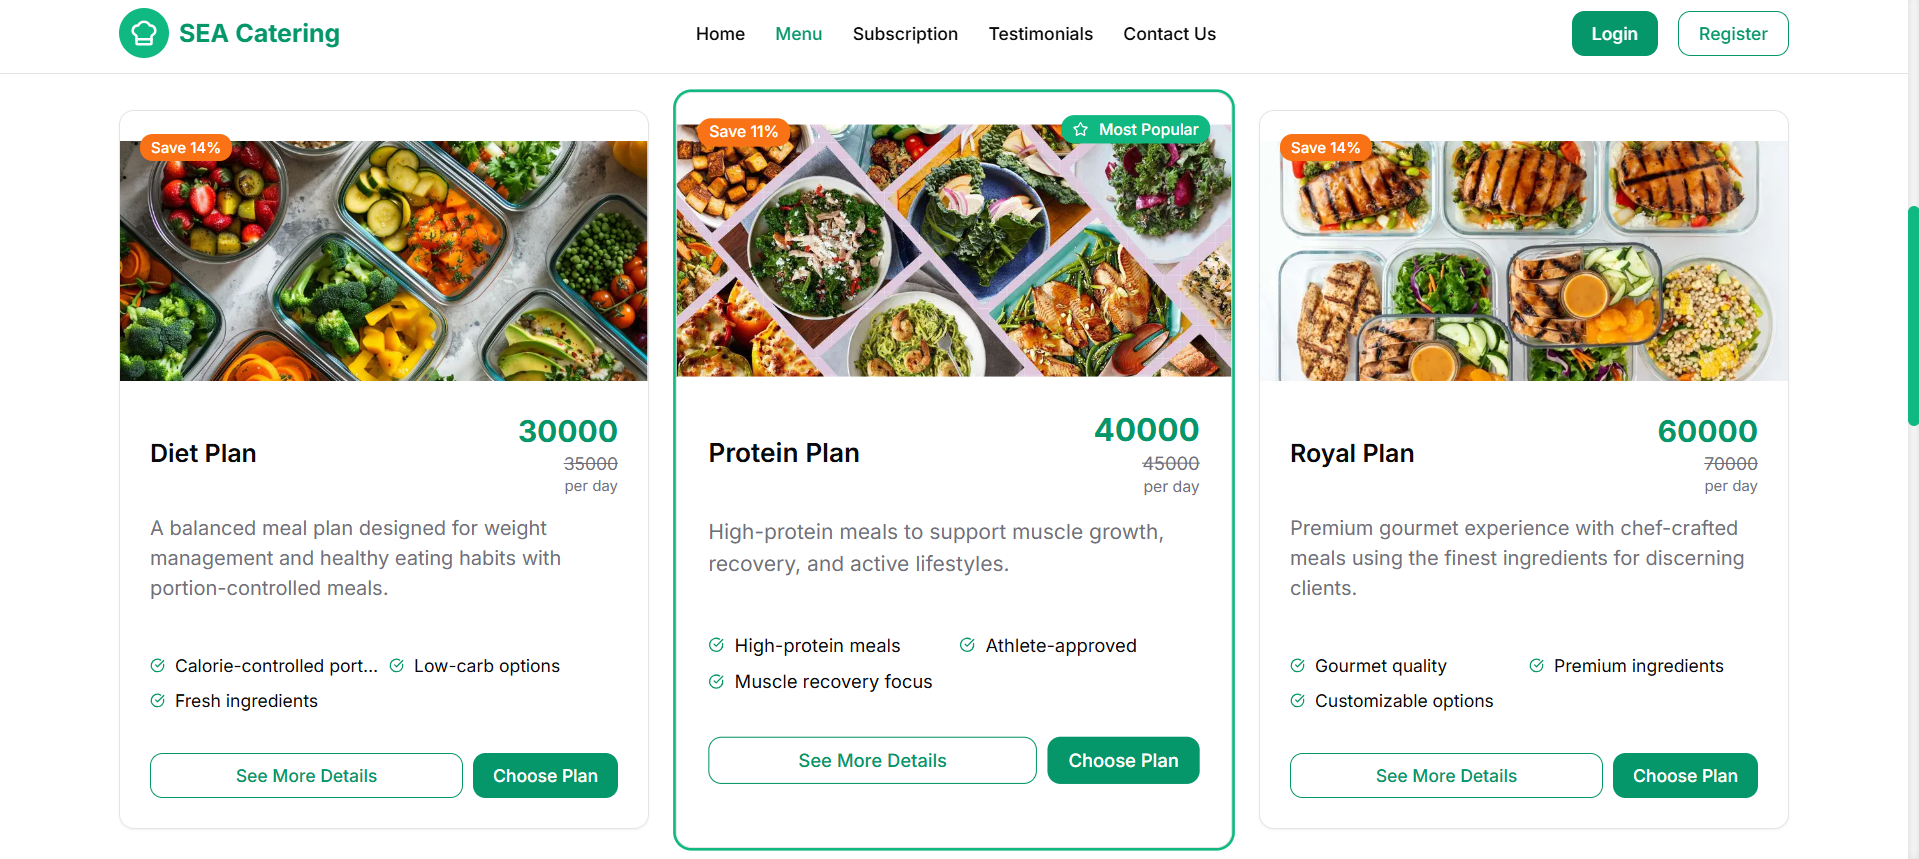 SEA Catering
Home Menu Subscription Testimonials Contact Us
Login Register
Save 14%
Diet Plan
30000
35000
per day
A balanced meal plan designed for weight
management and healthy eating habits with
portion-controlled meals.
Calorie-controlled port... Low-carb options
Fresh ingredients
See More Details Choose Plan
Save 11% Most Popular
Protein Plan
40000
45000
per day
High-protein meals to support muscle growth,
recovery, and active lifestyles.
High-protein meals Athlete-approved
Muscle recovery focus
See More Details Choose Plan
Save 14%
Royal Plan
60000
70000
per day
Premium gourmet experience with chef-crafted
meals using the finest ingredients for discerning
clients.
Gourmet quality Premium ingredients
Customizable options
See More Details Choose Plan